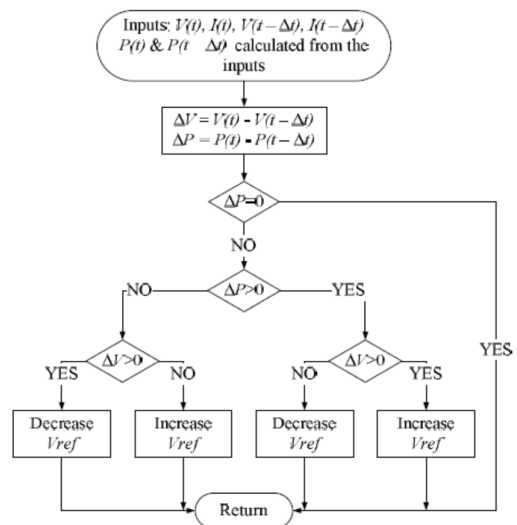 Inputs: V(t), I(t), V(t – Δt), I(t – Δt)
P(t) & P(t Δt) calculated from the
inputs
ΔV = V(t) - V(t – Δt)
ΔP = P(t) - P(t – Δt)
ΔP=0
NO
NO
ΔP>0
YES
YES
ΔV>0
ΔV>0
YES
NO
NO
YES
Decrease
Vref
Increase
Vref
Decrease
Vref
Increase
Vref
Return